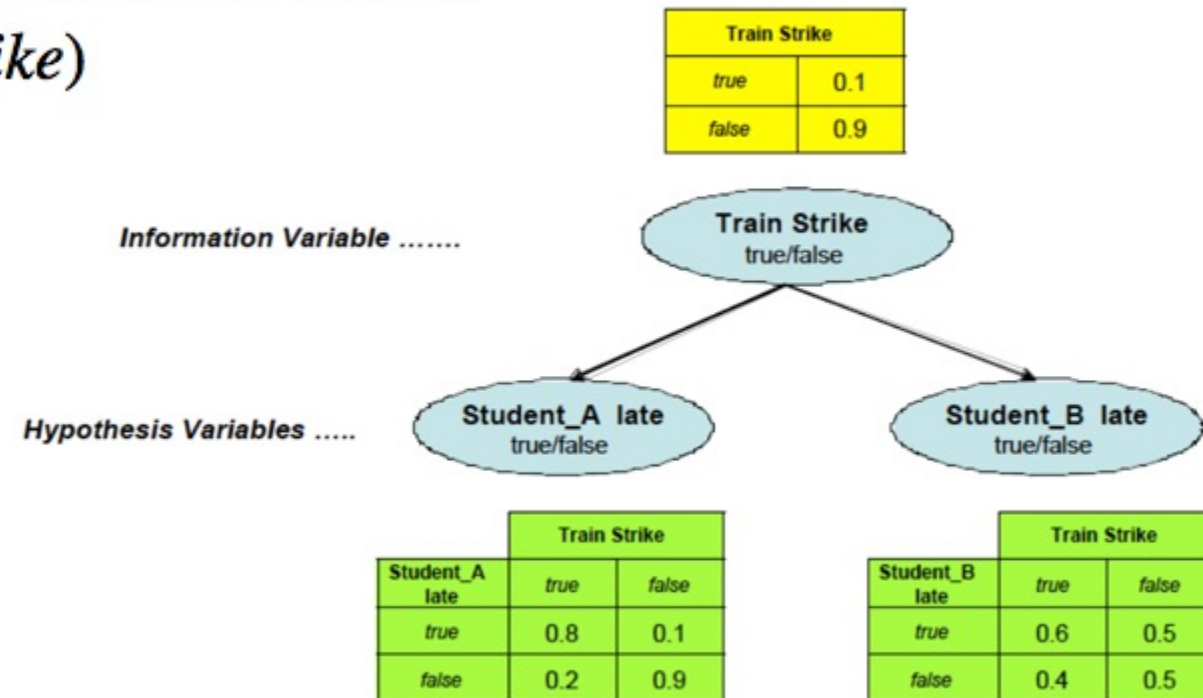 ike)
Train Strike
true 0.1
false 0.9
Information Variable .......
Train Strike
true/false
Hypothesis Variables .....
Student_A late
true/false
Student_B late
true/false
Train Strike
Student_A late true false
true 0.8 0.1
false 0.2 0.9
Train Strike
Student_B late true false
true 0.6 0.5
false 0.4 0.5